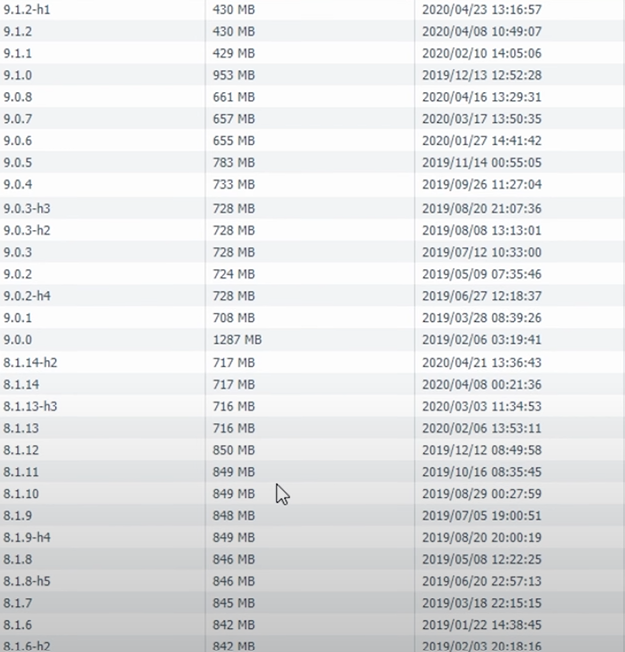 9.1.2-h1 430 MB 2020/04/23 13:16:57
9.1.2 430 MB 2020/04/08 10:49:07
9.1.1 429 MB 2020/02/10 14:05:06
9.1.0 953 MB 2019/12/13 12:52:28
9.0.8 661 MB 2020/04/16 13:29:31
9.0.7 657 MB 2020/03/17 13:50:35
9.0.6 655 MB 2020/01/27 14:41:42
9.0.5 783 MB 2019/11/14 00:55:05
9.0.4 733 MB 2019/09/26 11:27:04
9.0.3-h3 728 MB 2019/08/20 21:07:36
9.0.3-h2 728 MB 2019/08/08 13:13:01
9.0.3 728 MB 2019/07/12 10:33:00
9.0.2 724 MB 2019/05/09 07:35:46
9.0.2-h4 728 MB 2019/06/27 12:18:37
9.0.1 708 MB 2019/03/28 08:39:26
9.0.0 1287 MB 2019/02/06 03:19:41
8.1.14-h2 717 MB 2020/04/21 13:36:43
8.1.14 717 MB 2020/04/08 00:21:36
8.1.13-h3 716 MB 2020/03/03 11:34:53
8.1.13 716 MB 2020/02/06 13:53:11
8.1.12 850 MB 2019/12/12 08:49:58
8.1.11 849 MB 2019/10/16 08:35:45
8.1.10 849 MB 2019/08/29 00:27:59
8.1.9 848 MB 2019/07/05 19:00:51
8.1.9-h4 849 MB 2019/08/20 20:00:19
8.1.8 846 MB 2019/05/08 12:22:25
8.1.8-h5 846 MB 2019/06/20 22:57:13
8.1.7 845 MB 2019/03/18 22:15:15
8.1.6 842 MB 2019/01/22 14:38:45
8.1.6-h2 842 MB 2019/02/03 20:18:16